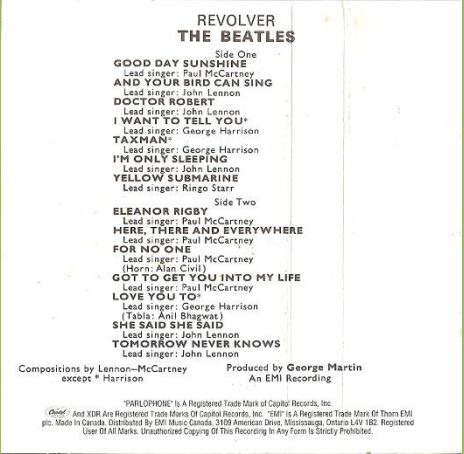 REVOLVER
THE BEATLES
Side One
GOOD DAY SUNSHINE
Lead singer: Paul McCartney
AND YOUR BIRD CAN SING
Lead singer: John Lennon
DOCTOR ROBERT
Lead singer: John Lennon
I WANT TO TELL YOU*
Lead singer: George Harrison
TAXMAN*
Lead singer: George Harrison
I'M ONLY SLEEPING
Lead singer: John Lennon
YELLOW SUBMARINE
Lead singer: Ringo Starr
Side Two
ELEANOR RIGBY
Lead singer: Paul McCartney
HERE, THERE AND EVERYWHERE
Lead singer: Paul McCartney
FOR NO ONE
Lead singer: Paul McCartney
(Horn: Alan Civil)
GOT TO GET YOU INTO MY LIFE
Lead singer: Paul McCartney
LOVE YOU TO*
Lead singer: George Harrison
(Tabla: Anil Bhagwat)
SHE SAID SHE SAID
Lead singer: John Lennon
TOMORROW NEVER KNOWS
Lead singer: John Lennon
Compositions by Lennon—McCartney
except * Harrison
Produced by George Martin
An EMI Recording
"PARLOPHONE" Is A Registered Trade Mark of Capitol Records, Inc.
Capitol And XDR Are Registered Trade Marks Of Capitol Records, Inc. "EMI" Is A Registered Trade Mark Of Thorn EMI
plc. Made In Canada. Distributed By EMI Music Canada, 3109 American Drive, Mississauga, Ontario L4V 1B2. Registered
User Of All Marks. Unauthorized Copying Of This Recording In Any Form Is Strictly Prohibited.